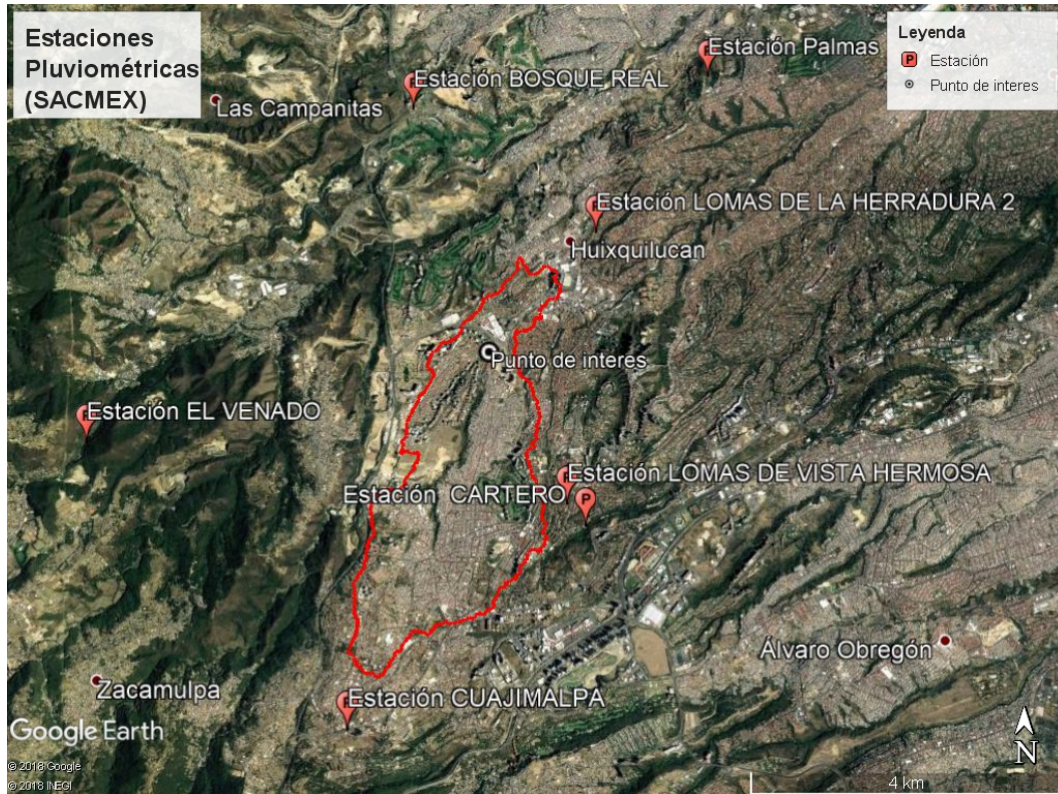 Estaciones
Pluviométricas
(SACMEX)
Leyenda
P Estación
Punto de interes
Estación Palmas
Estación BOSQUE REAL
Las Campanitas
Estación LOMAS DE LA HERRADURA 2
Huixquilucan
Punto de interes
Estación EL VENADO
Estación LOMAS DE VISTA HERMOSA
Estación CARTERO
P
Álvaro Obregón
Zacamulpa
Estación CUAJIMALPA
Google Earth
© 2018 Google
© 2018 INEGI
N
4 km